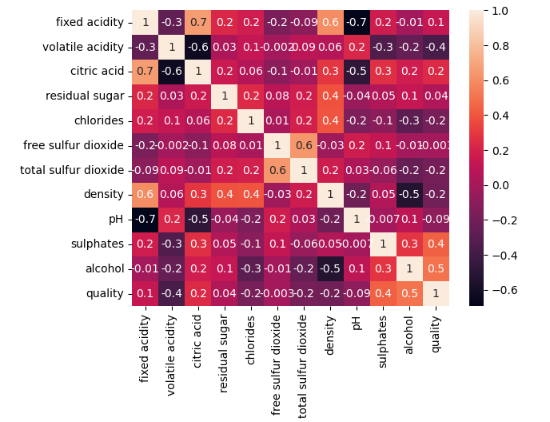 fixed acidity 1 -0.3 0.7 0.2 0.2 -0.2 -0.09 0.6 -0.7 0.2 -0.01 0.1
volatile acidity -0.3 1 -0.6 0.03 0.1 -0.002 0.09 0.06 0.2 -0.3 -0.2 -0.4
citric acid 0.7 -0.6 1 0.2 0.06 -0.1 -0.01 0.3 -0.5 0.3 0.2 0.2
residual sugar 0.2 0.03 0.2 1 0.2 0.08 0.2 0.4 -0.04 0.05 0.1 0.04
chlorides 0.2 0.1 0.06 0.2 1 0.01 0.2 0.4 -0.2 -0.1 -0.3 -0.2
free sulfur dioxide -0.2 -0.002 -0.1 0.08 0.01 1 0.6 -0.03 0.2 0.1 -0.01 -0.003
total sulfur dioxide -0.09 0.09 -0.01 0.2 0.2 0.6 1 0.2 0.03 -0.06 -0.2 -0.2
density 0.6 0.06 0.3 0.4 0.4 -0.03 0.2 1 -0.2 0.05 -0.5 -0.2
pH -0.7 0.2 -0.5 -0.04 -0.2 0.2 0.03 -0.2 1 0.007 0.1 -0.09
sulphates 0.2 -0.3 0.3 0.05 -0.1 0.1 -0.06 0.05 0.007 1 0.3 0.4
alcohol -0.01 -0.2 0.2 0.1 -0.3 -0.01 -0.2 -0.5 0.1 0.3 1 0.5
quality 0.1 -0.4 0.2 0.04 -0.2 -0.003 -0.2 -0.2 -0.09 0.4 0.5 1
fixed acidity
volatile acidity
citric acid
residual sugar
chlorides
free sulfur dioxide
total sulfur dioxide
density
pH
sulphates
alcohol
quality
1.0
0.8
0.6
0.4
0.2
0.0
−0.2
−0.4
−0.6